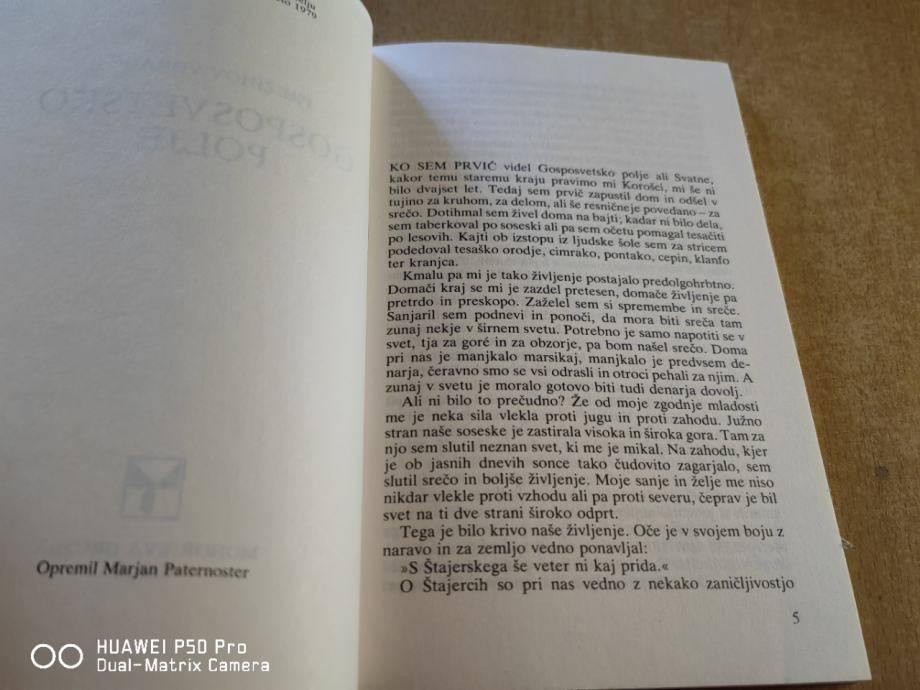 1979
Opremil Marjan Paternoster
KO SEM PRVIČ videl Gosposvetsko polje ali Svatne,
kakor temu staremu kraju pravimo mi Korošci, mi še ni
bilo dvajset let. Tedaj sem prvič zapustil dom in odšel v
tujino za kruhom, za delom, ali še resničneje povedano – za
srečo. Dotihmal sem živel doma na bajti; kadar ni bilo dela,
sem taberkoval po soseski ali pa sem očetu pomagal tesačiti
po lesovih. Kajti ob izstopu iz ljudske šole sem za stricem
podedoval tesaško orodje, cimrako, pontako, cepin, klanfo
ter kranjca.
Kmalu pa mi je tako življenje postajalo predolgohrbtno.
Domači kraj se mi je zazdel pretesen, domače življenje pa
pretrdo in preskopo. Zaželel sem si spremembe in sreče.
Sanjaril sem podnevi in ponoči, da mora biti sreča tam
zunaj nekje v širnem svetu. Potrebno je samo napotiti se v
svet, tja za goré in za obzorje, pa bom našel srečo. Doma
pri nas je manjkalo marsikaj, manjkalo je predvsem de-
narja, čeravno smo se vsi odrasli in otroci pehali za njim. A
zunaj v svetu je moralo gotovo biti tudi denarja dovolj.
Ali ni bilo to prečudno? Že od moje zgodnje mladosti
me je neka sila vlekla proti jugu in proti zahodu. Južno
stran naše soseske je zastirala visoka in široka gora. Tam za
njo sem slutil neznan svet, ki me je mikal. Na zahodu, kjer
je ob jasnih dnevih sonce tako čudovito zagarjalo, sem
slutil srečo in boljše življenje. Moje sanje in želje me niso
nikdar vlekle proti vzhodu ali pa proti severu, čeprav je bil
svet na ti dve strani široko odprt.
Tega je bilo krivo naše življenje. Oče je v svojem boju z
naravo in za zemljo vedno ponavljal:
»S Štajerskega še veter ni kaj prida.«
O Štajercih so pri nas vedno z nekako zaničljivostjo
5
HUAWEI P50 Pro
Dual-Matrix Camera